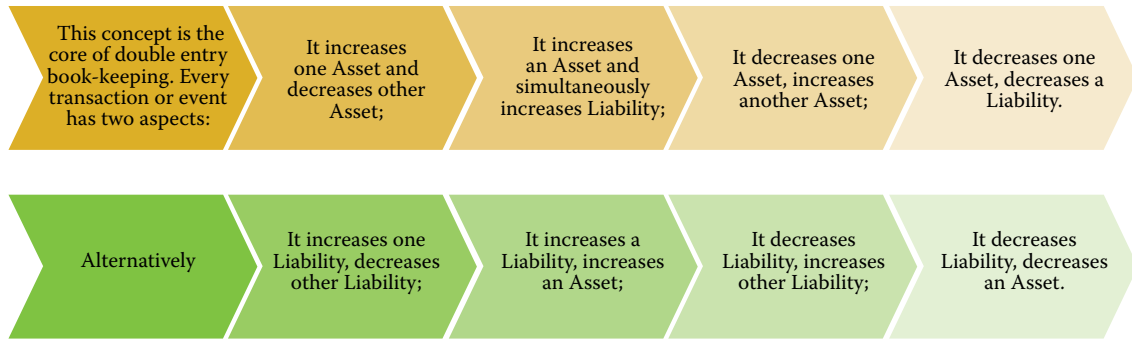 This concept is the
core of double entry
book-keeping. Every
transaction or event
has two aspects:
It increases
one Asset and
decreases other
Asset;
It increases
an Asset and
simultaneously
increases Liability;
It decreases one
Asset, increases
another Asset;
It decreases one
Asset, decreases a
Liability.
Alternatively
It increases one
Liability, decreases
other Liability;
It increases a
Liability, increases
an Asset;
It decreases
Liability, increases
other Liability;
It decreases
Liability, decreases
an Asset.